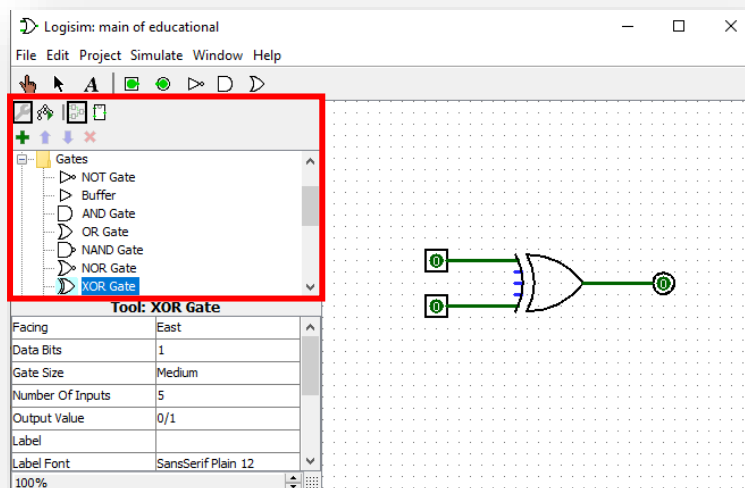 Logisim: main of educational
File Edit Project Simulate Window Help
A
Gates
NOT Gate
Buffer
AND Gate
OR Gate
NAND Gate
NOR Gate
XOR Gate
Tool: XOR Gate
Facing East
Data Bits 1
Gate Size Medium
Number Of Inputs 5
Output Value 0/1
Label
Label Font SansSerif Plain 12
100%
0
0
0